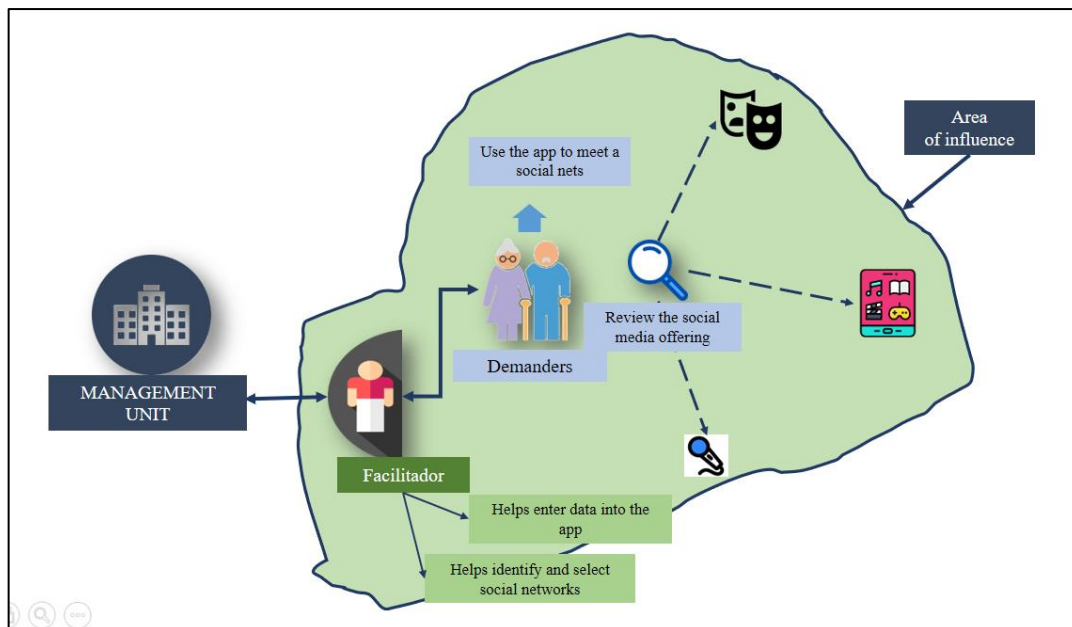 Area
of influence
Use the app to meet a
social nets
Review the social
media offering
Demanders
MANAGEMENT
UNIT
Facilitador
Helps enter data into the
app
Helps identify and select
social networks